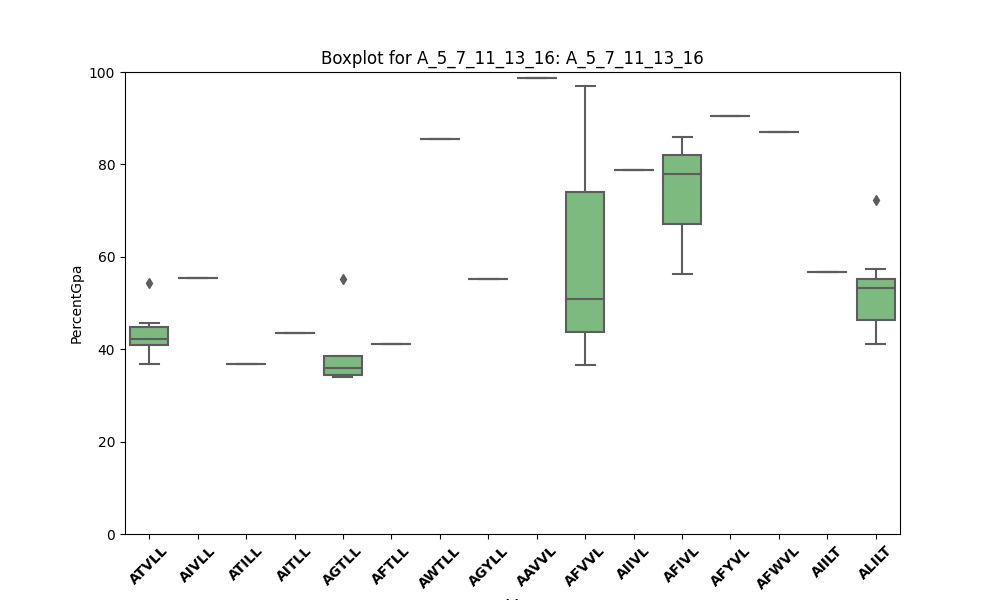 Boxplot for A_5_7_11_13_16: A_5_7_11_13_16
100
80
60
40
20
0
PercentGpa
ATVLL AIVLL ATILL AITLL AGTLL AFTLL AWTLL AGYLL AAVVL AFVVL AIIVL AFIVL AFYVL AFWVL AIILT ALILT